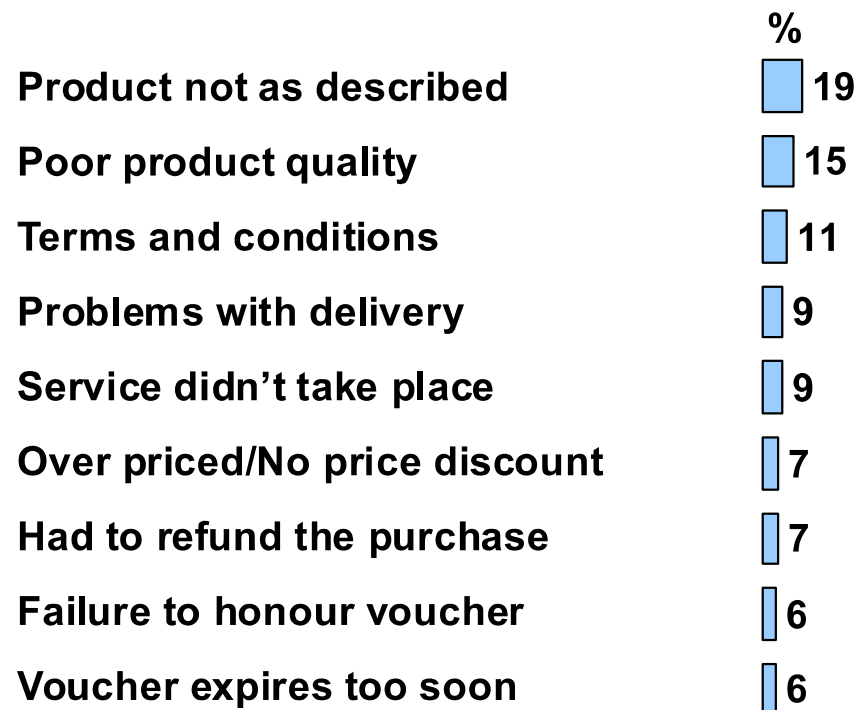 %
Product not as described 19
Poor product quality 15
Terms and conditions 11
Problems with delivery 9
Service didn’t take place 9
Over priced/No price discount 7
Had to refund the purchase 7
Failure to honour voucher 6
Voucher expires too soon 6